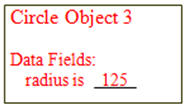 Circle Object 3
Data Fields:
radius is 125